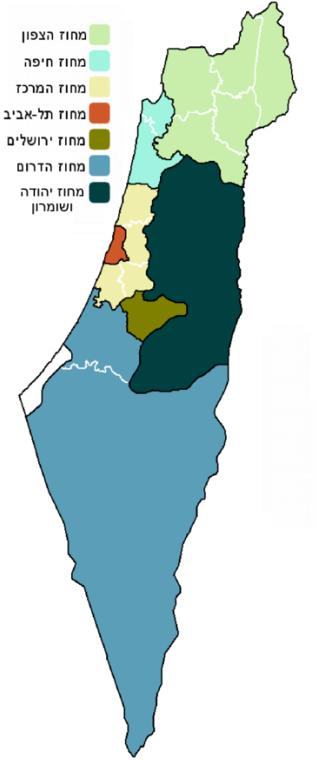 מחוז הצפון
מחוז חיפה
מחוז המרכז
מחוז תל-אביב
מחוז ירושלים
מחוז הדרום
מחוז יהודה
ושומרון